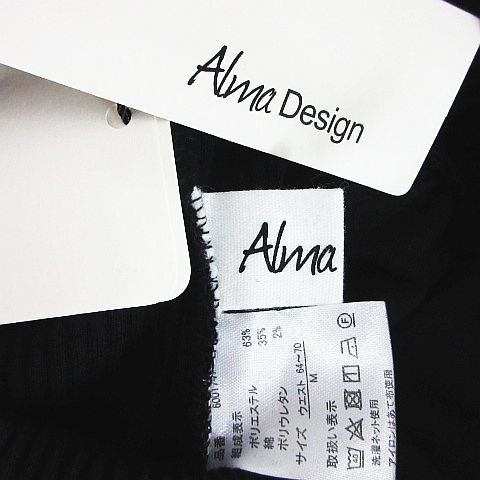 Alma Design
Alma
組成表示
ポリエステル 63%
綿 35%
ポリウレタン 2%
サイズ ウエスト 64〜70
M
取扱い表示
40
F
洗濯ネット使用
アイロンはあて布使用